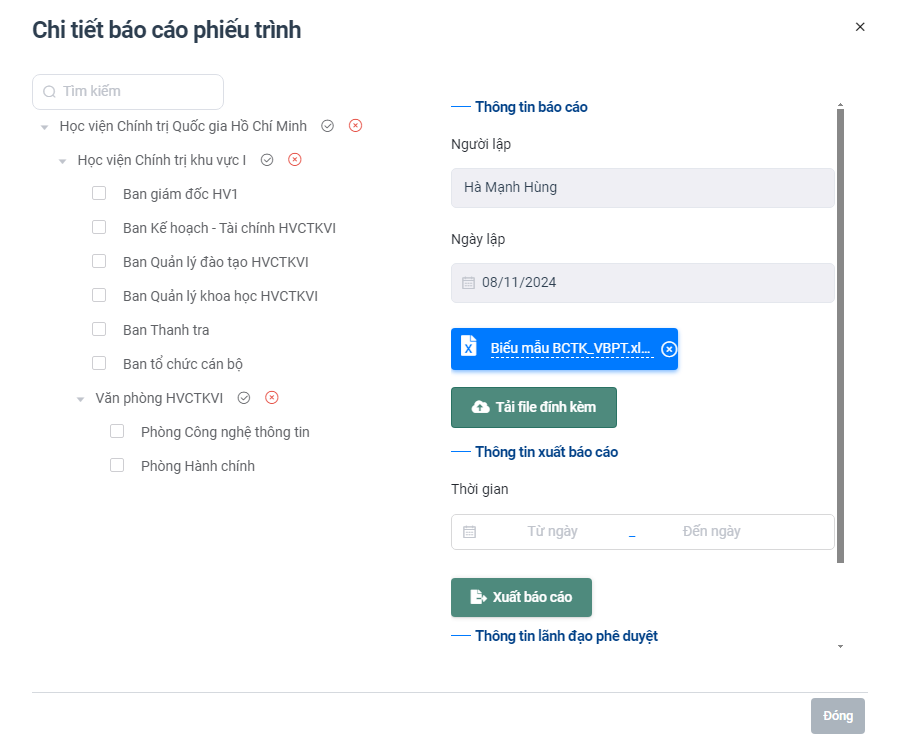 Chi tiết báo cáo phiếu trình
Tìm kiếm
Học viện Chính trị Quốc gia Hồ Chí Minh
Học viện Chính trị khu vực I
Ban giám đốc HV1
Ban Kế hoạch - Tài chính HVCTKVI
Ban Quản lý đào tạo HVCTKVI
Ban Quản lý khoa học HVCTKVI
Ban Thanh tra
Ban tổ chức cán bộ
Văn phòng HVCTKVI
Phòng Công nghệ thông tin
Phòng Hành chính
Thông tin báo cáo
Người lập
Hà Mạnh Hùng
Ngày lập
08/11/2024
Biểu mẫu BCTK_VBPT.xl...
Tải file đính kèm
Thông tin xuất báo cáo
Thời gian
Từ ngày – Đến ngày
Xuất báo cáo
Thông tin lãnh đạo phê duyệt
Đóng